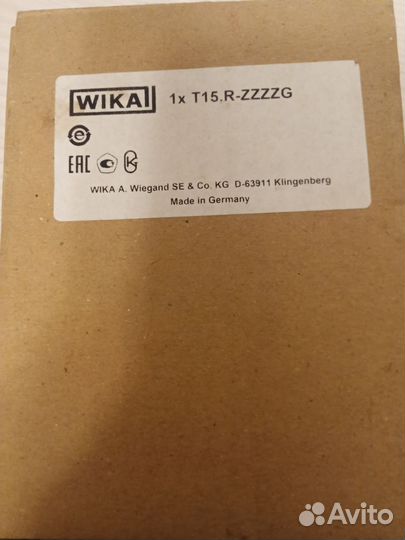 WIKA 1x T15.R-ZZZZG
e
EAC
WIKA A. Wiegand SE & Co. KG D-63911 Klingenberg
Made in Germany
Avito